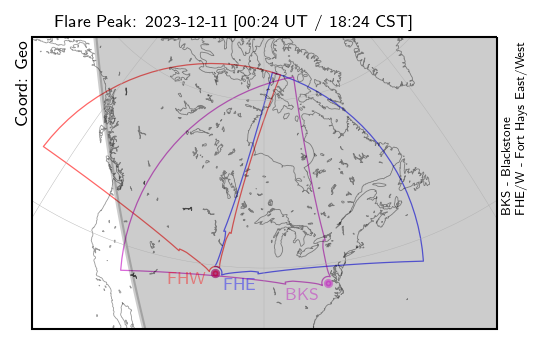 Flare Peak: 2023-12-11 [00:24 UT / 18:24 CST]
Coord: Geo
BKS - Blackstone
FHE/W - Fort Hays East/West
FHW
FHE
BKS